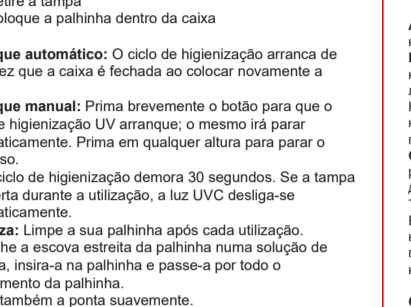 etire a tampa
oloque a palhinha dentro da caixa
que automático: O ciclo de higienização arranca de
ez que a caixa é fechada ao colocar novamente a
que manual: Prima brevemente o botão para que o
e higienização UV arranque; o mesmo irá parar
aticamente. Prima em qualquer altura para parar o
so.
ciclo de higienização demora 30 segundos. Se a tampa
rta durante a utilização, a luz UVC desliga-se
aticamente.
za: Limpe a sua palhinha após cada utilização.
he a escova estreita da palhinha numa solução de
a, insira-a na palhinha e passe-a por todo o
mento da palhinha.
também a ponta suavemente.